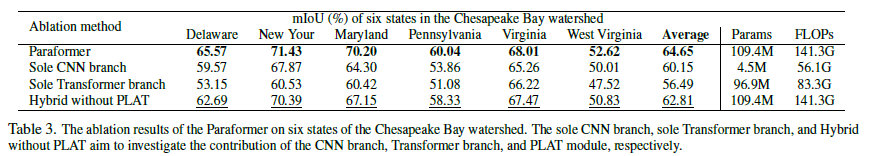 Ablation method mIoU (%) of six states in the Chesapeake Bay watershed
Delaware New Your Maryland Pennsylvania Virginia West Virginia Average Params FLOPs
Paraformer 65.57 71.43 70.20 60.04 68.01 52.62 64.65 109.4M 141.3G
Sole CNN branch 59.57 67.87 64.30 53.86 65.26 50.01 60.15 4.5M 56.1G
Sole Transformer branch 53.15 60.53 60.42 51.08 66.22 47.52 56.49 96.9M 83.3G
Hybrid without PLAT 62.69 70.39 67.15 58.33 67.47 50.83 62.81 109.4M 141.3G
Table 3. The ablation results of the Paraformer on six states of the Chesapeake Bay watershed. The sole CNN branch, sole Transformer branch, and Hybrid
without PLAT aim to investigate the contribution of the CNN branch, Transformer branch, and PLAT module, respectively.